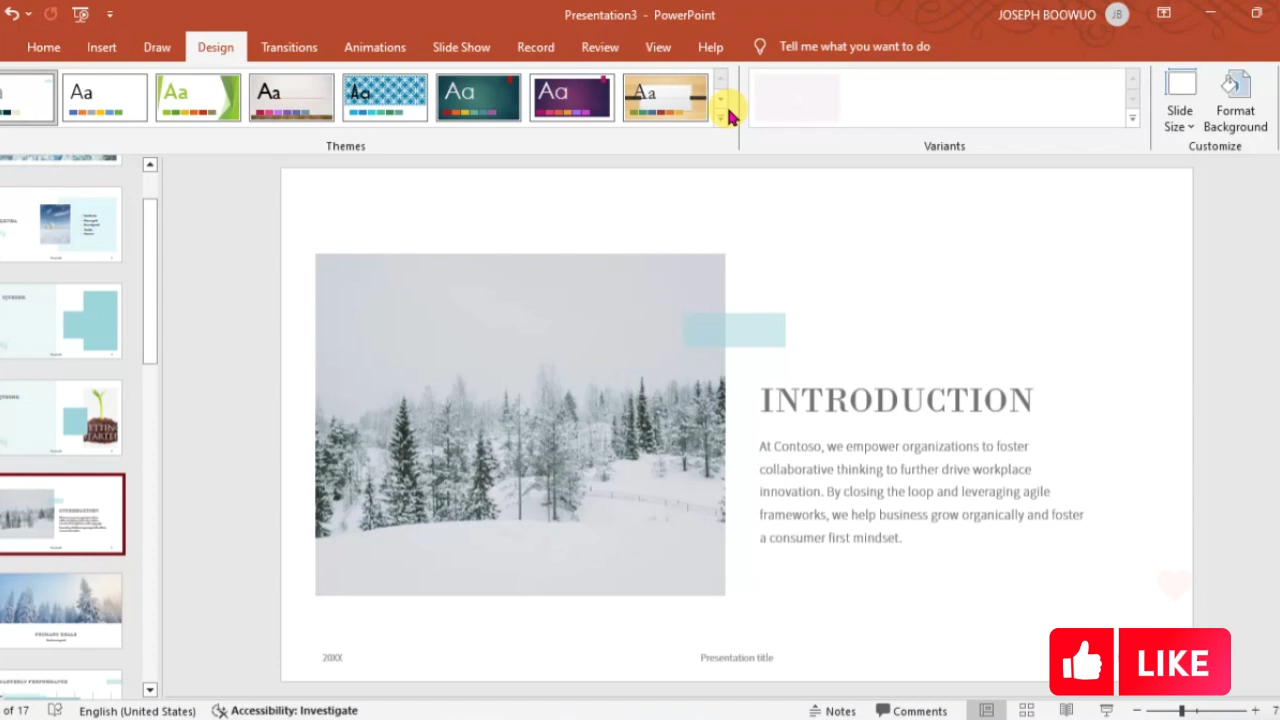 Presentation3 - PowerPoint
JOSEPH BOOWUO JB
Home Insert Draw Design Transitions Animations Slide Show Record Review View Help Tell me what you want to do
Aa Aa Aa Aa Aa Aa Aa
Slide Size
Format Background
Themes Variants Customize
INTRODUCTION
At Contoso, we empower organizations to foster
collaborative thinking to further drive workplace
innovation. By closing the loop and leveraging agile
frameworks, we help business grow organically and foster
a consumer first mindset.
20XX Presentation title
LIKE
of 17 English (United States) Accessibility: Investigate Notes Comments